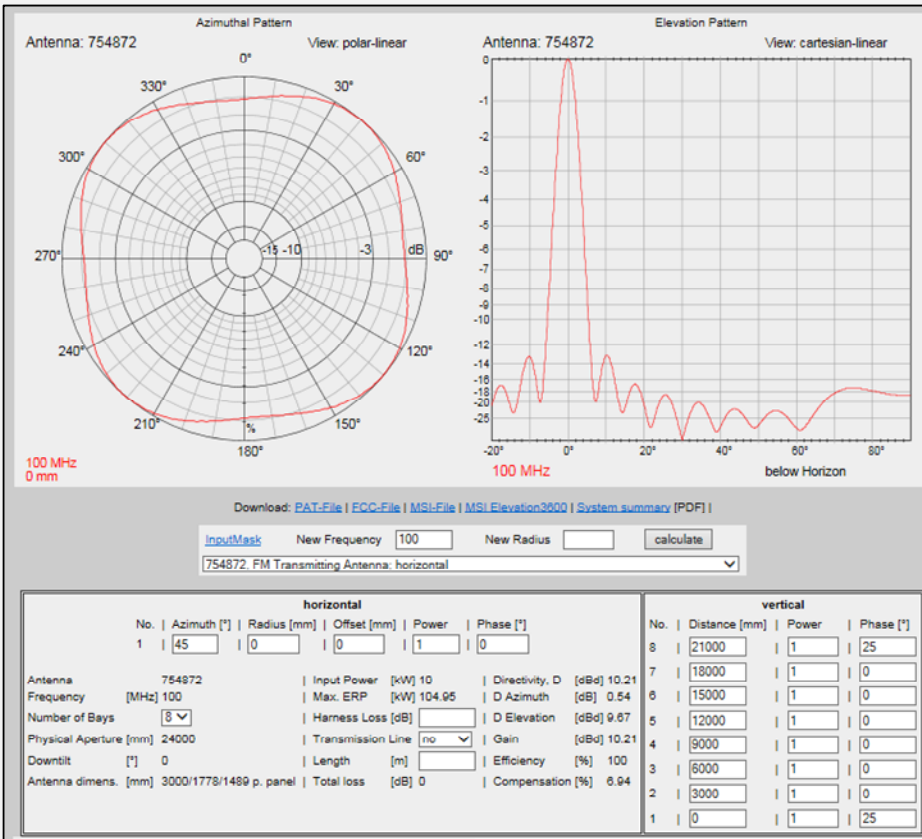 Azimuthal Pattern
Antenna: 754872 View: polar-linear
0°
330° 30°
300° 60°
270° -15 -10 -3 dB 90°
240° 120°
210° % 150°
180°
100 MHz
0 mm
Elevation Pattern
Antenna: 754872 View: cartesian-linear
0
-1
-2
-3
-4
-5
-6
-7
-8
-9
-10
-12
-14
-16
-18
-20
-25
-20° 0° 20° 40° 60° 80°
100 MHz below Horizon
Download: PAT-File | FCC-File | MSI-File | MSI Elevation3600 | System summary [PDF] |
InputMask New Frequency 100 New Radius calculate
754872, FM Transmitting Antenna; horizontal
horizontal
No. | Azimuth [°] | Radius [mm] | Offset [mm] | Power | Phase [°]
1 | 45 | 0 | 0 | 1 | 0
Antenna 754872 | Input Power [kW] 10 | Directivity, D [dBd] 10.21
Frequency [MHz] 100 | Max. ERP [kW] 104.95 | D Azimuth [dB] 0.54
Number of Bays 8 | Harness Loss [dB] | D Elevation [dBd] 9.67
Physical Aperture [mm] 24000 | Transmission Line no | Gain [dBd] 10.21
Downtilt [°] 0 | Length [m] | Efficiency [%] 100
Antenna dimens. [mm] 3000/1778/1489 p. panel | Total loss [dB] 0 | Compensation [%] 6.94
vertical
No. | Distance [mm] | Power | Phase [°]
8 | 21000 | 1 | 25
7 | 18000 | 1 | 0
6 | 15000 | 1 | 0
5 | 12000 | 1 | 0
4 | 9000 | 1 | 0
3 | 6000 | 1 | 0
2 | 3000 | 1 | 0
1 | 0 | 1 | 25